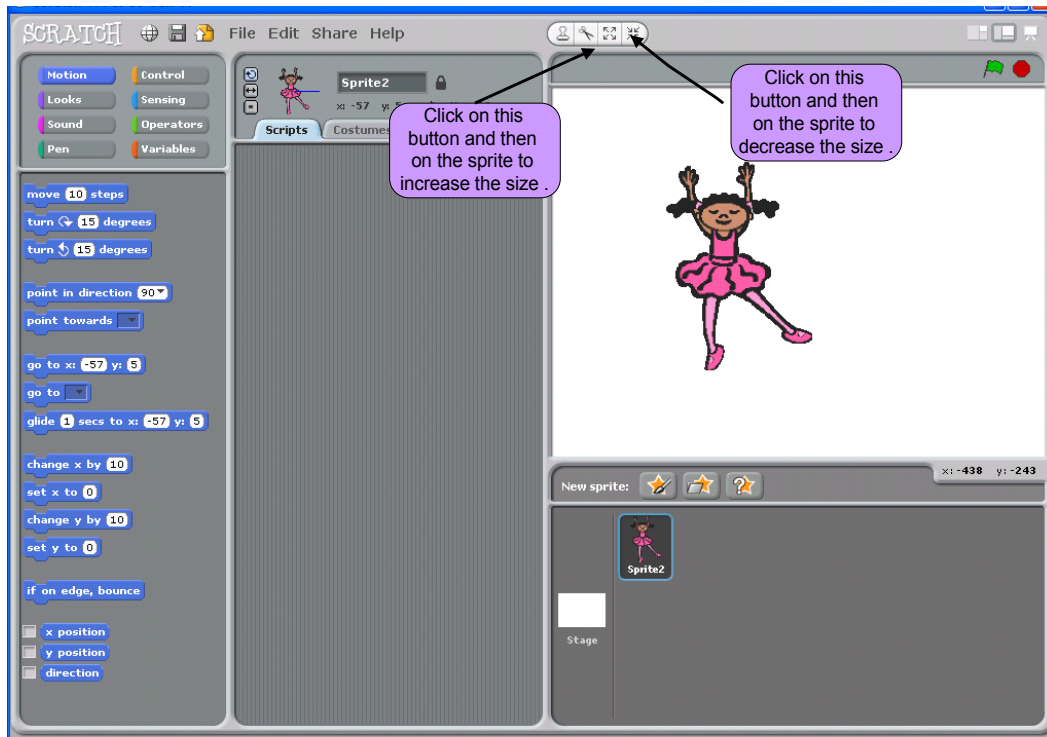 SCRATCH File Edit Share Help
Motion Control
Looks Sensing
Sound Operators
Pen Variables
move 10 steps
turn 15 degrees
turn 15 degrees
point in direction 90
point towards
go to x: -57 y: 5
go to
glide 1 secs to x: -57 y: 5
change x by 10
set x to 0
change y by 10
set y to 0
if on edge, bounce
x position
y position
direction
Sprite2
x: -57 y: 5
Scripts Costumes
Click on this
button and then
on the sprite to
increase the size .
Click on this
button and then
on the sprite to
decrease the size .
x: -438 y: -243
New sprite:
Sprite2
Stage